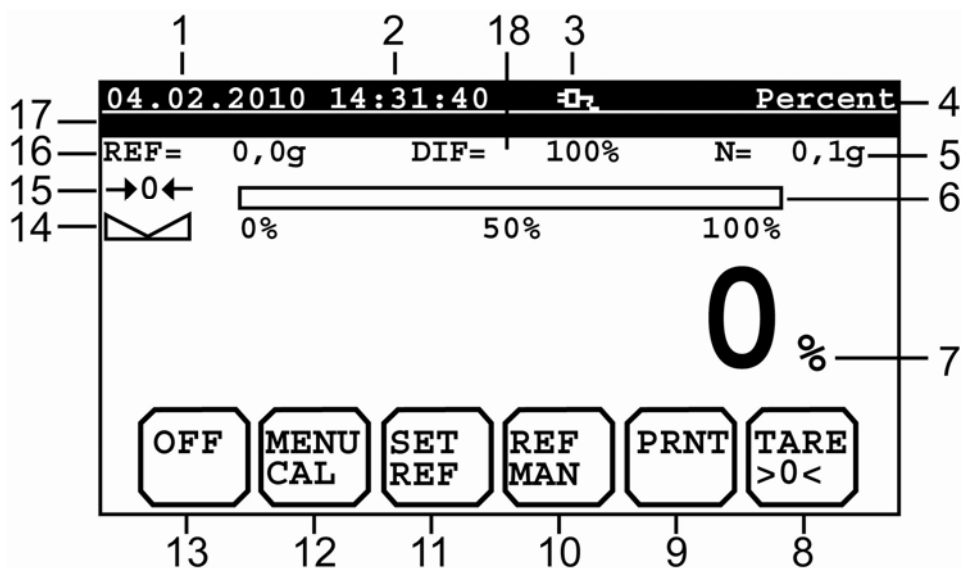 1 2 18 3
04.02.2010 14:31:40 Percent 4
17
16 REF= 0,0g DIF= 100% N= 0,1g 5
15 →0← 6
14 0% 50% 100%
0 % 7
OFF MENU SET REF PRNT TARE
CAL REF MAN >0<
13 12 11 10 9 8